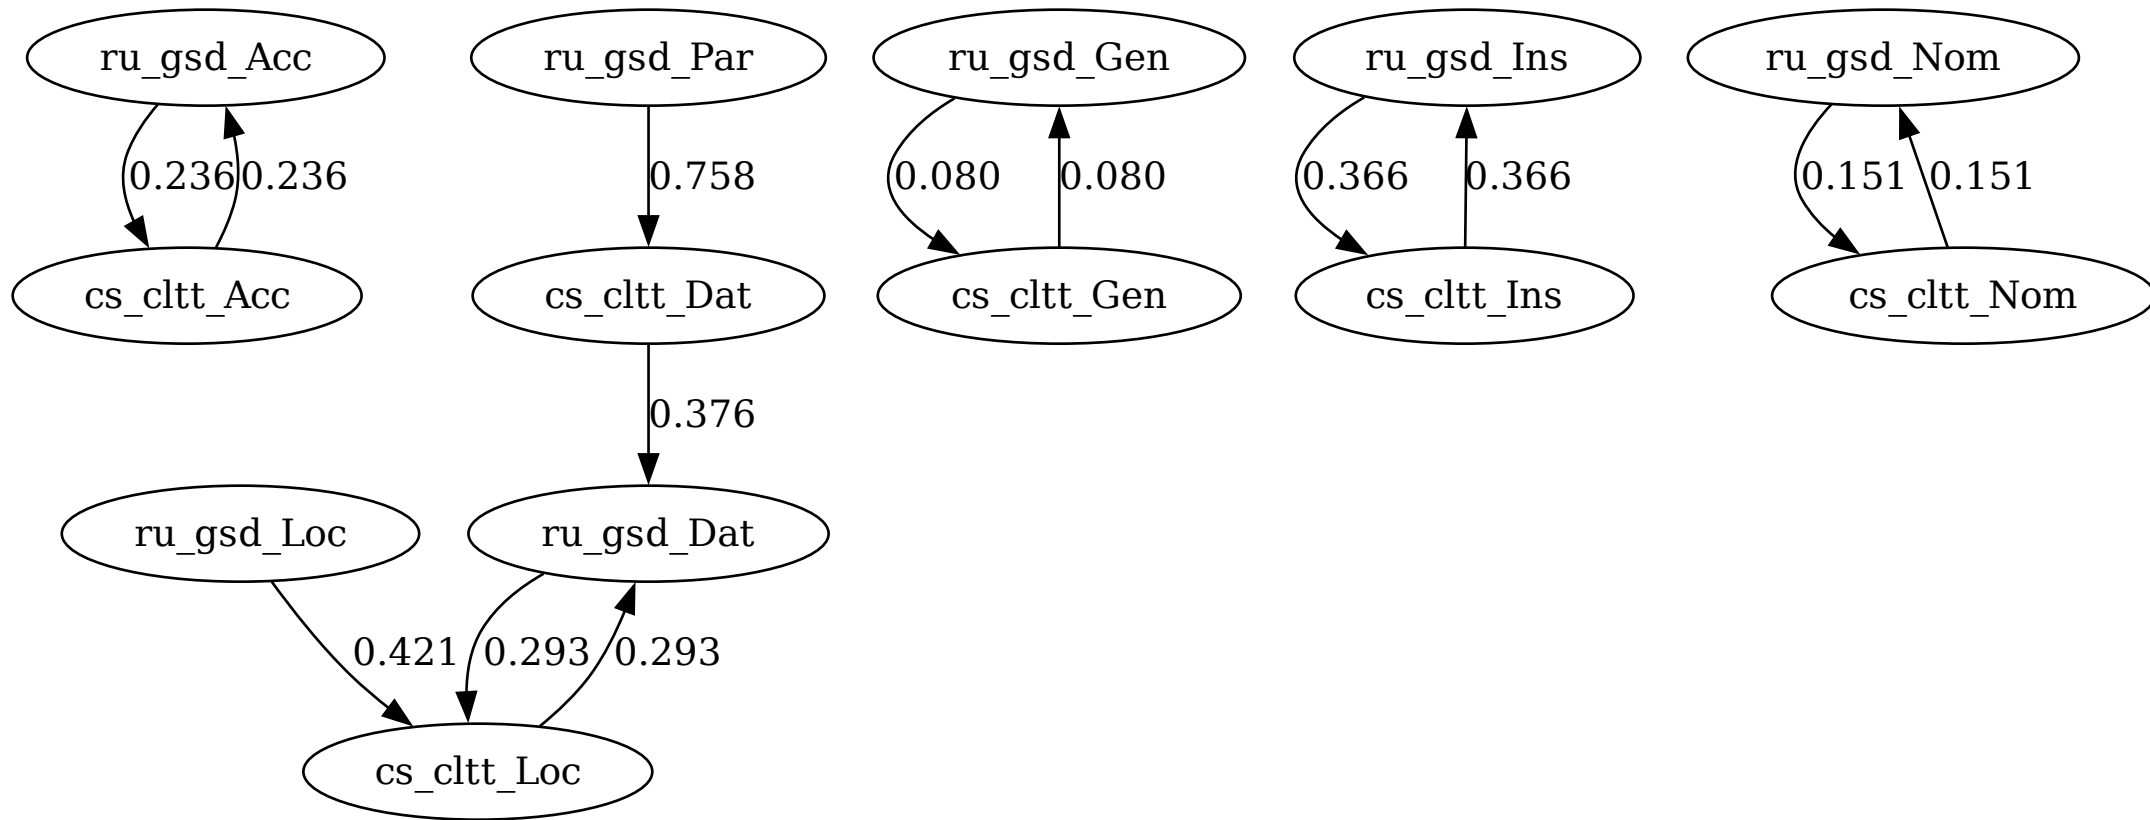 ru_gsd_Acc
ru_gsd_Par
ru_gsd_Gen
ru_gsd_Ins
ru_gsd_Nom
0.236
0.236
0.758
0.080
0.080
0.366
0.366
0.151
0.151
cs_cltt_Acc
cs_cltt_Dat
cs_cltt_Gen
cs_cltt_Ins
cs_cltt_Nom
0.376
ru_gsd_Loc
ru_gsd_Dat
0.421
0.293
0.293
cs_cltt_Loc